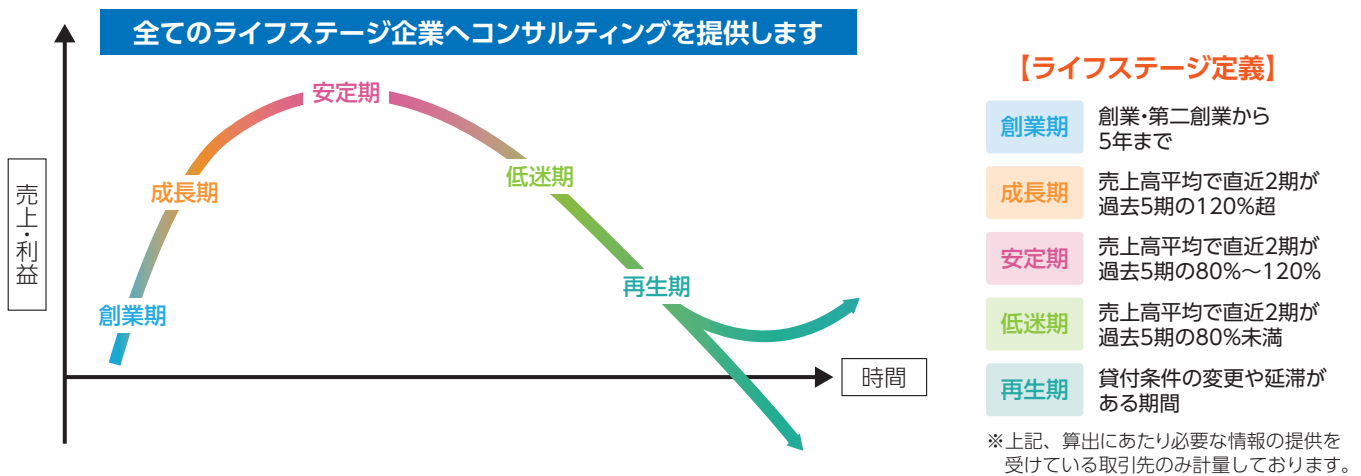 全てのライフステージ企業へコンサルティングを提供します
売上・利益
安定期
成長期
低迷期
再生期
創業期
時間
【ライフステージ定義】
創業期
創業・第二創業から
5年まで
成長期
売上高平均で直近2期が
過去5期の120%超
安定期
売上高平均で直近2期が
過去5期の80%～120%
低迷期
売上高平均で直近2期が
過去5期の80%未満
再生期
貸付条件の変更や延滞が
ある期間
※上記、算出にあたり必要な情報の提供を
受けている取引先のみ計量しております。